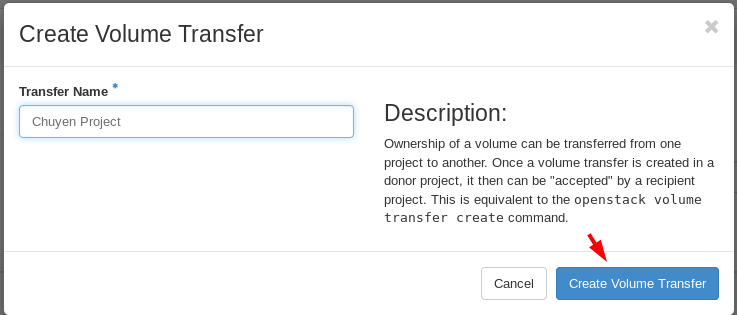 Create Volume Transfer
Transfer Name *
Chuyen Project
Description:
Ownership of a volume can be transferred from one
project to another. Once a volume transfer is created in a
donor project, it then can be "accepted" by a recipient
project. This is equivalent to the openstack volume
transfer create command.
Cancel
Create Volume Transfer